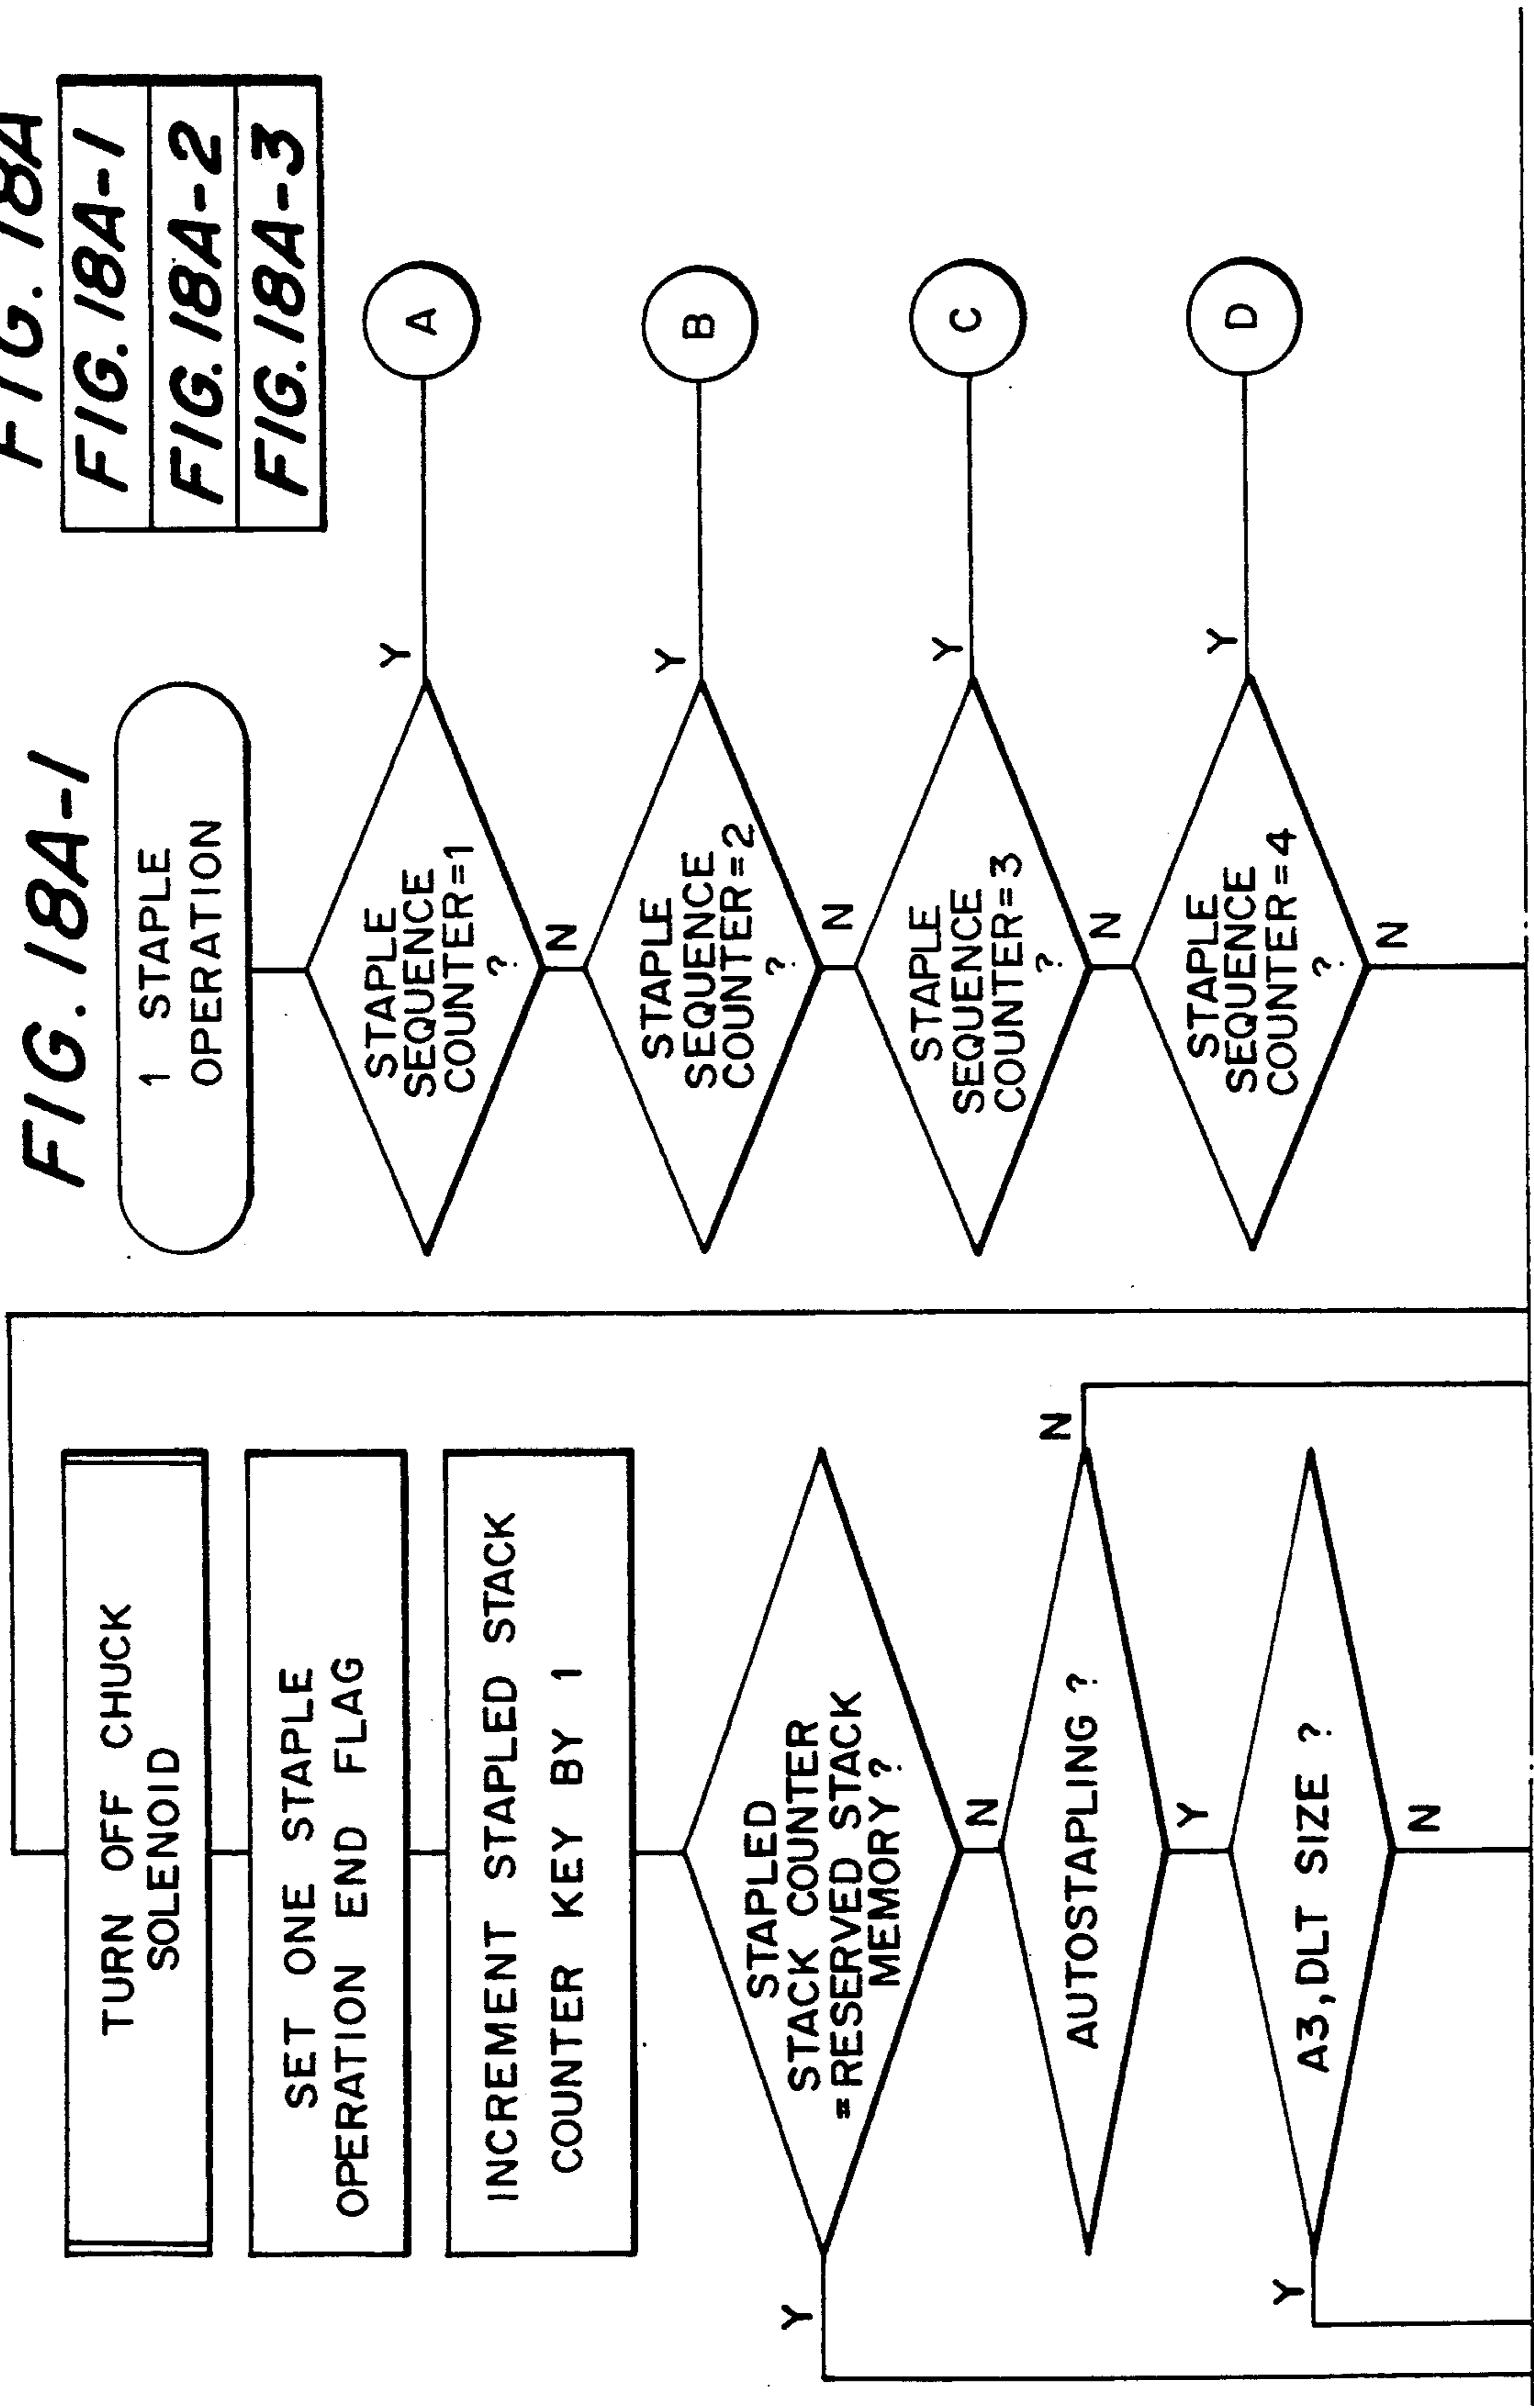 FIG. 18A
FIG. 18A-1
FIG. 18A-2
FIG. 18A-3
FIG. 18A-1
1 STAPLE
OPERATION
STAPLE
SEQUENCE
COUNTER=1
?
Y
A
N
STAPLE
SEQUENCE
COUNTER=2
?
Y
B
N
STAPLE
SEQUENCE
COUNTER=3
?
Y
C
N
STAPLE
SEQUENCE
COUNTER=4
?
Y
D
N
TURN OFF CHUCK
SOLENOID
SET ONE STAPLE
OPERATION END FLAG
INCREMENT STAPLED STACK
COUNTER KEY BY 1
STAPLED
STACK COUNTER
=RESERVED STACK
MEMORY?
Y
N
AUTOSTAPLING ?
N
Y
A3,DLT SIZE ?
Y
N